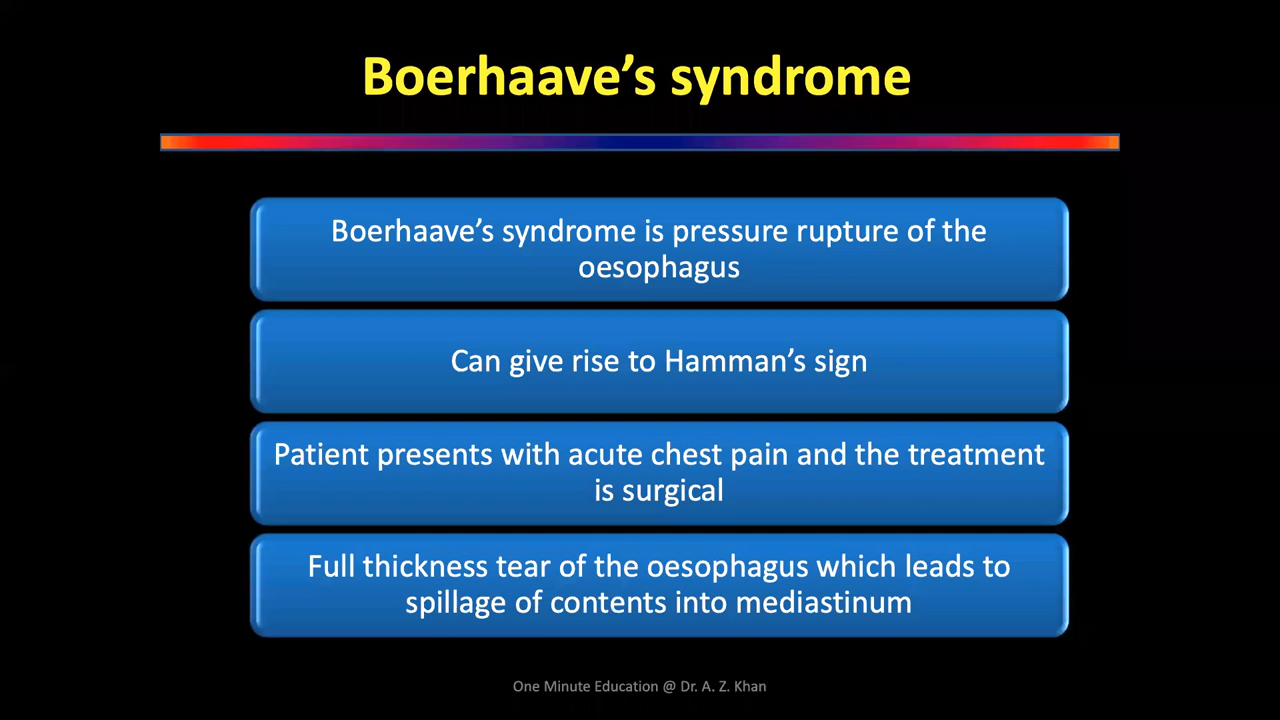 Boerhaave’s syndrome
Boerhaave’s syndrome is pressure rupture of the
oesophagus
Can give rise to Hamman’s sign
Patient presents with acute chest pain and the treatment
is surgical
Full thickness tear of the oesophagus which leads to
spillage of contents into mediastinum
One Minute Education @ Dr. A. Z. Khan